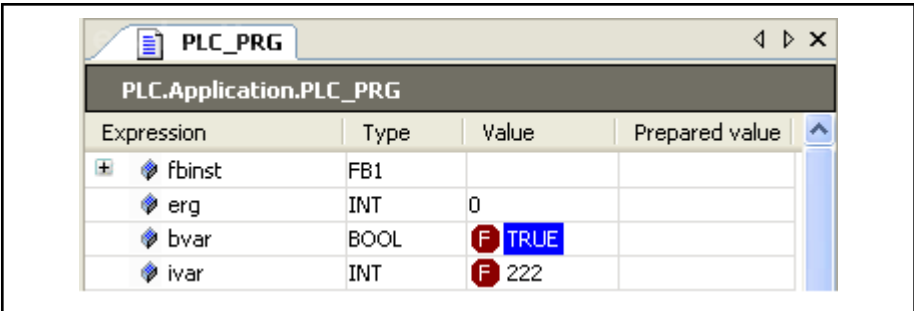 PLC_PRG
PLC.Application.PLC_PRG
Expression Type Value Prepared value
fbinst FB1
erg INT 0
bvar BOOL F TRUE
ivar INT F 222